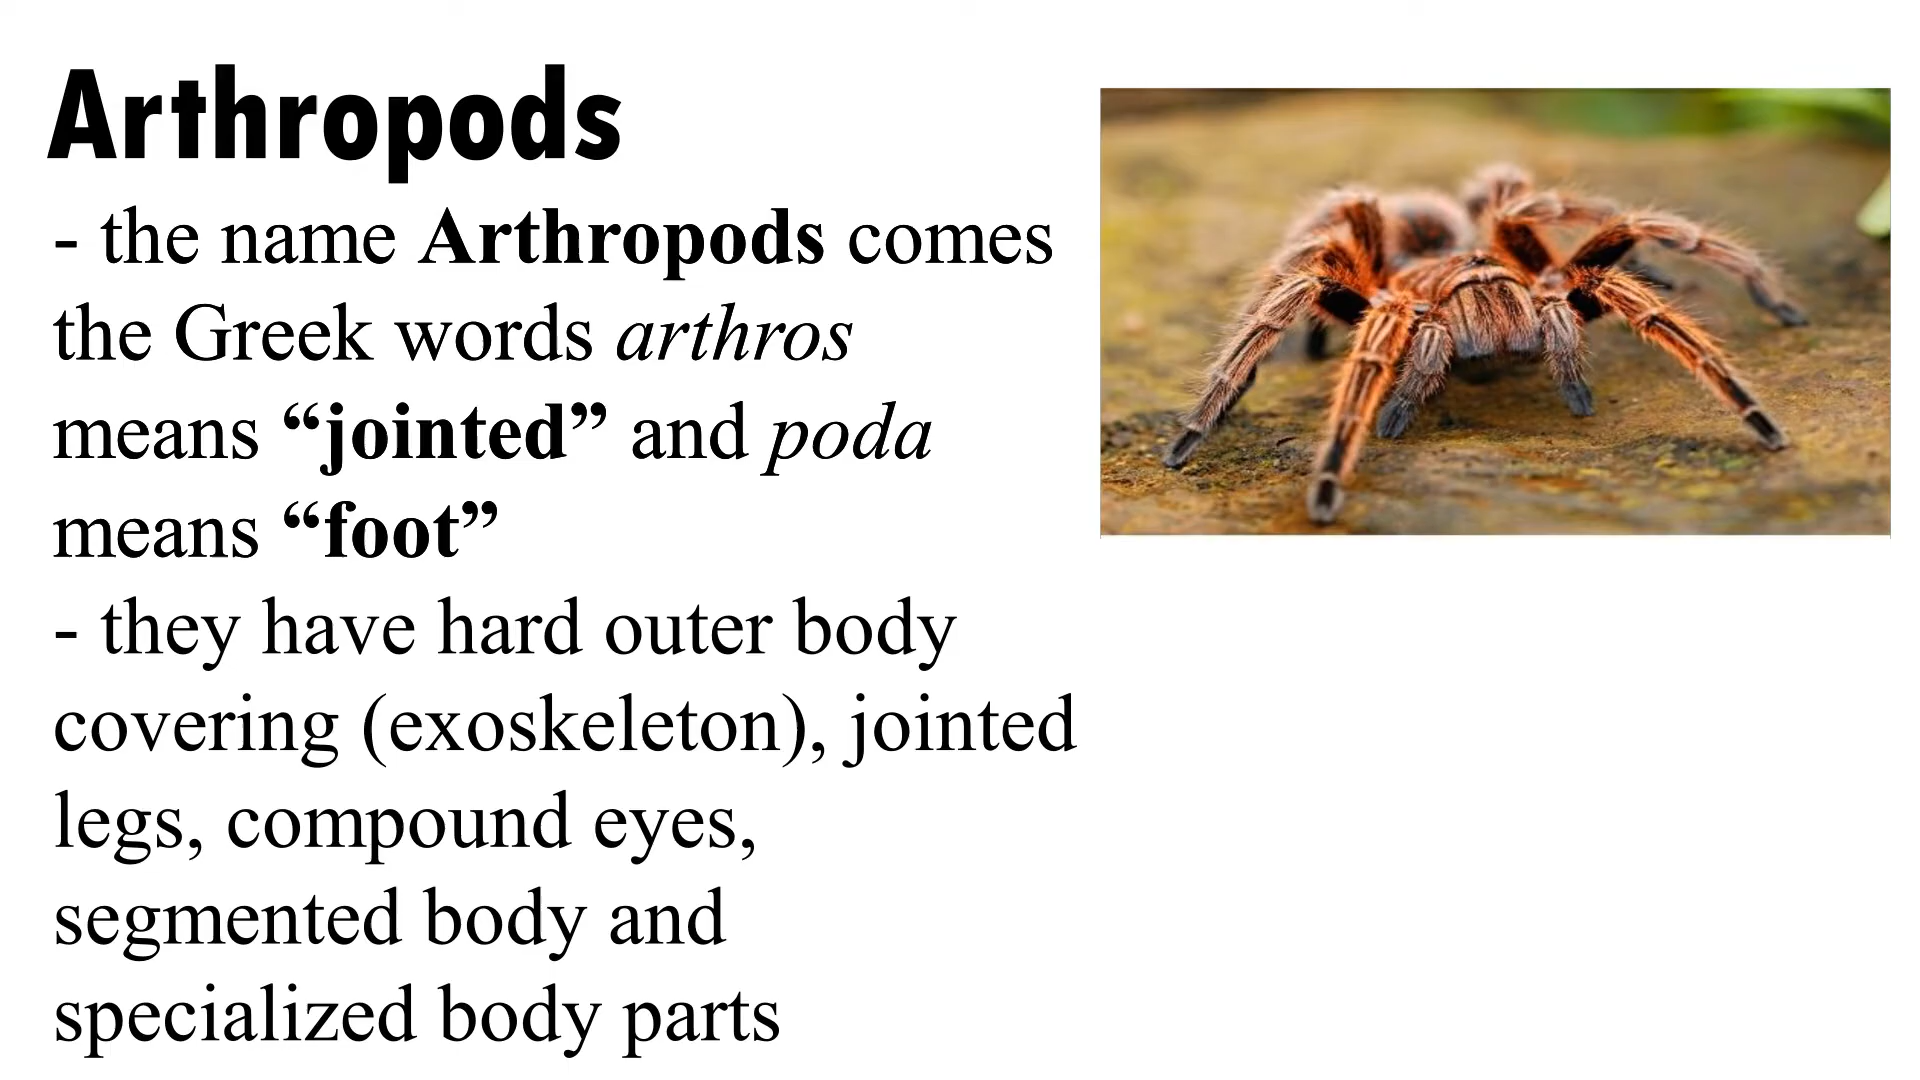 Arthropods
- the name Arthropods comes
the Greek words arthros
means “jointed” and poda
means “foot”
- they have hard outer body
covering (exoskeleton), jointed
legs, compound eyes,
segmented body and
specialized body parts